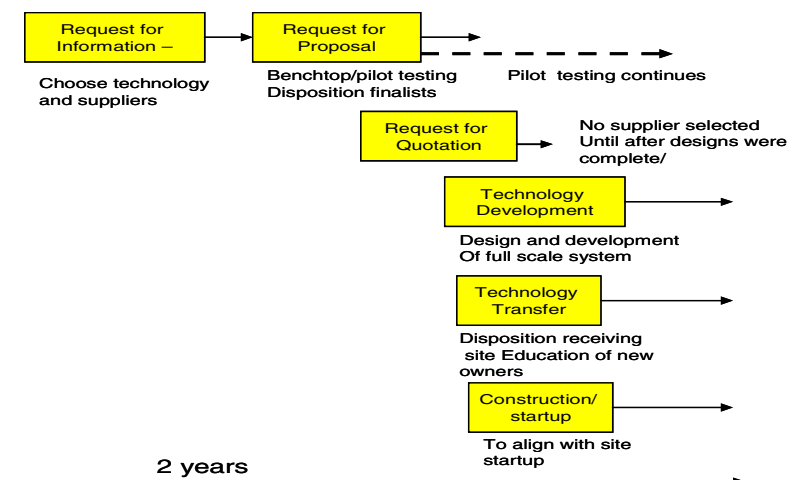 Request for
Information –
Request for
Proposal
Choose technology
and suppliers
Benchtop/pilot testing
Disposition finalists
Pilot  testing continues
Request for
Quotation
No supplier selected
Until after designs were
complete/
Technology
Development
Design and development
Of full scale system
Technology
Transfer
Disposition receiving
site Education of new
owners
Construction/
startup
To align with site
startup
2 years